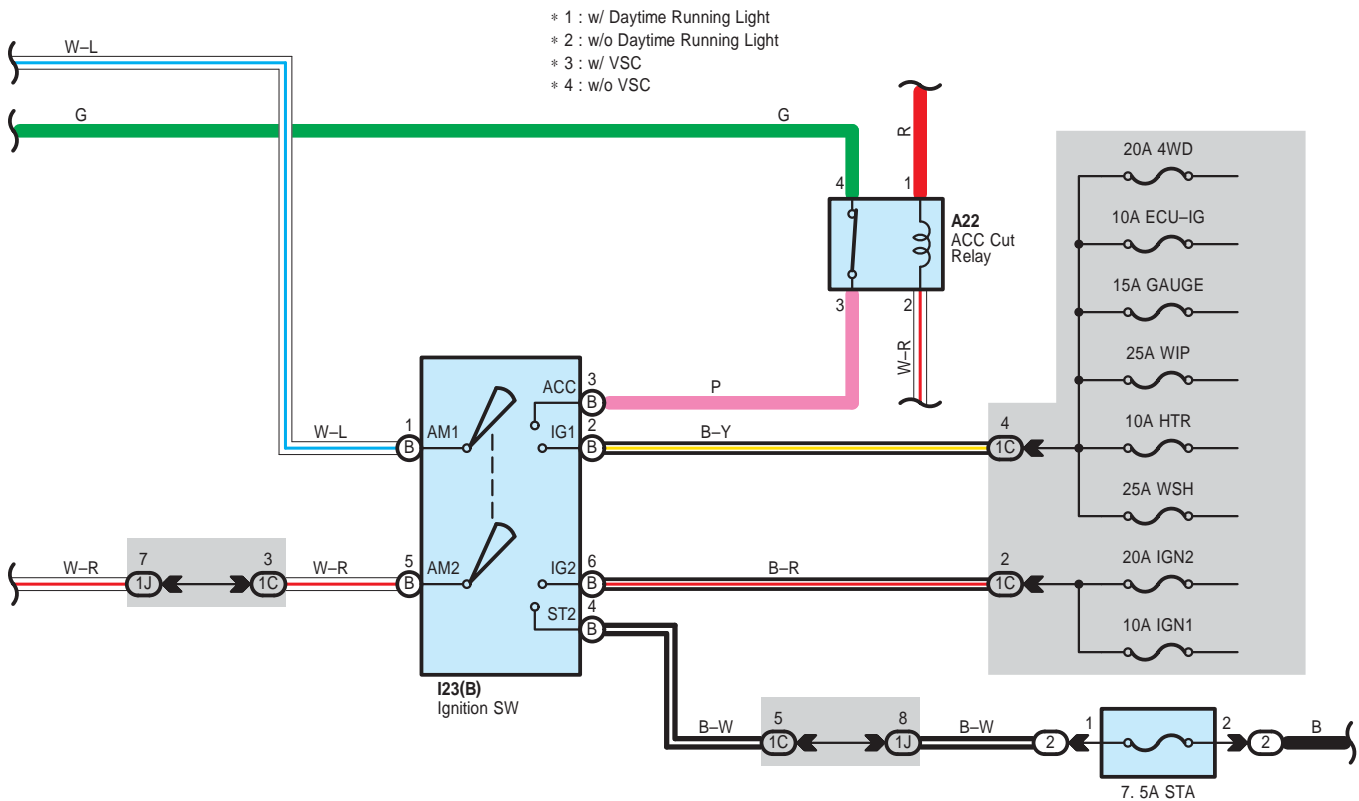 * 1 : w/ Daytime Running Light
* 2 : w/o Daytime Running Light
* 3 : w/ VSC
* 4 : w/o VSC
W–L
G
G
R
4
1
A22
ACC Cut
Relay
3
2
W–R
20A 4WD
10A ECU–IG
15A GAUGE
25A WIP
10A HTR
25A WSH
20A IGN2
10A IGN1
W–L
1
B
AM1
ACC
3
B
P
IG1
2
B
B–Y
4
1C
W–R
7
1J
3
1C
W–R
5
B
AM2
IG2
6
B
B–R
2
1C
ST2
4
B
I23(B)
Ignition SW
B–W
5
1C
8
1J
B–W
2
1
2
2
B
7. 5A STA